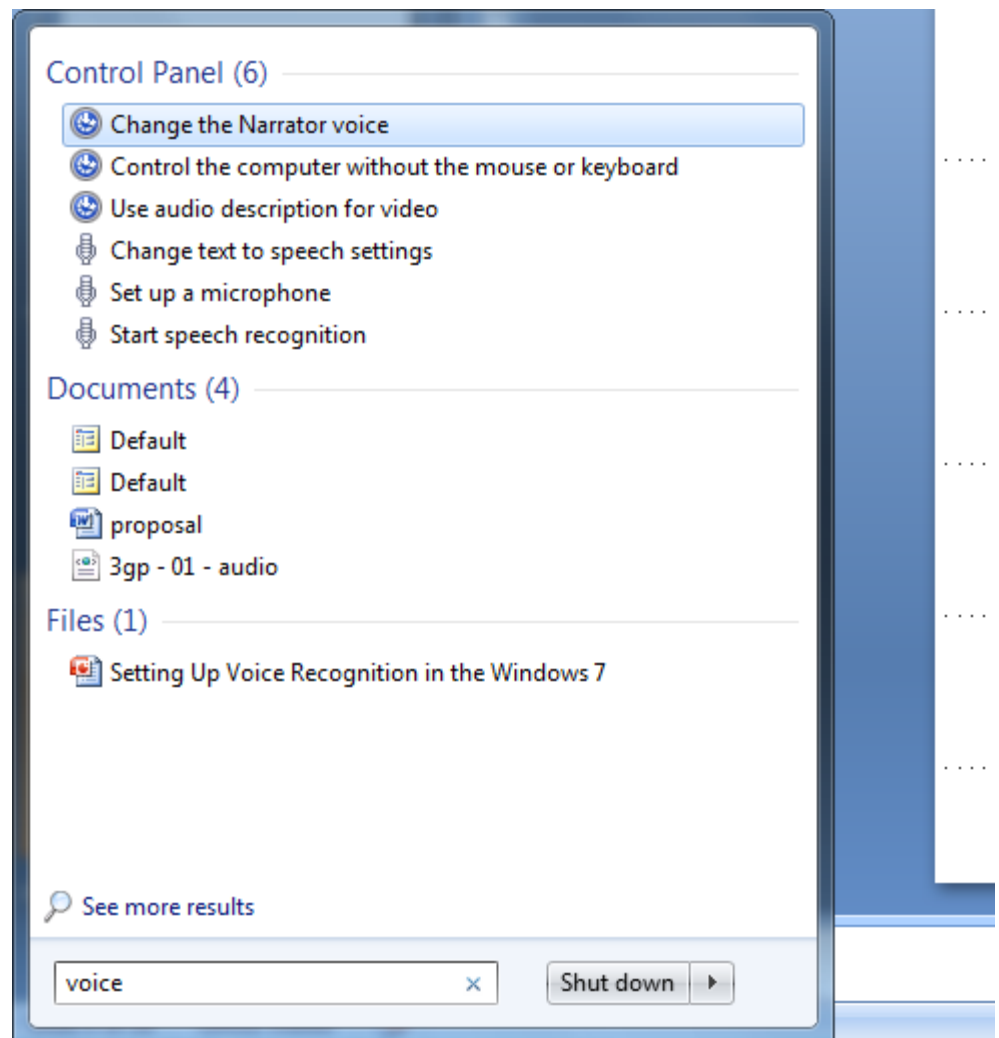 Control Panel (6)
Change the Narrator voice
Control the computer without the mouse or keyboard
Use audio description for video
Change text to speech settings
Set up a microphone
Start speech recognition
Documents (4)
Default
Default
proposal
3gp - 01 - audio
Files (1)
Setting Up Voice Recognition in the Windows 7
See more results
voice
Shut down